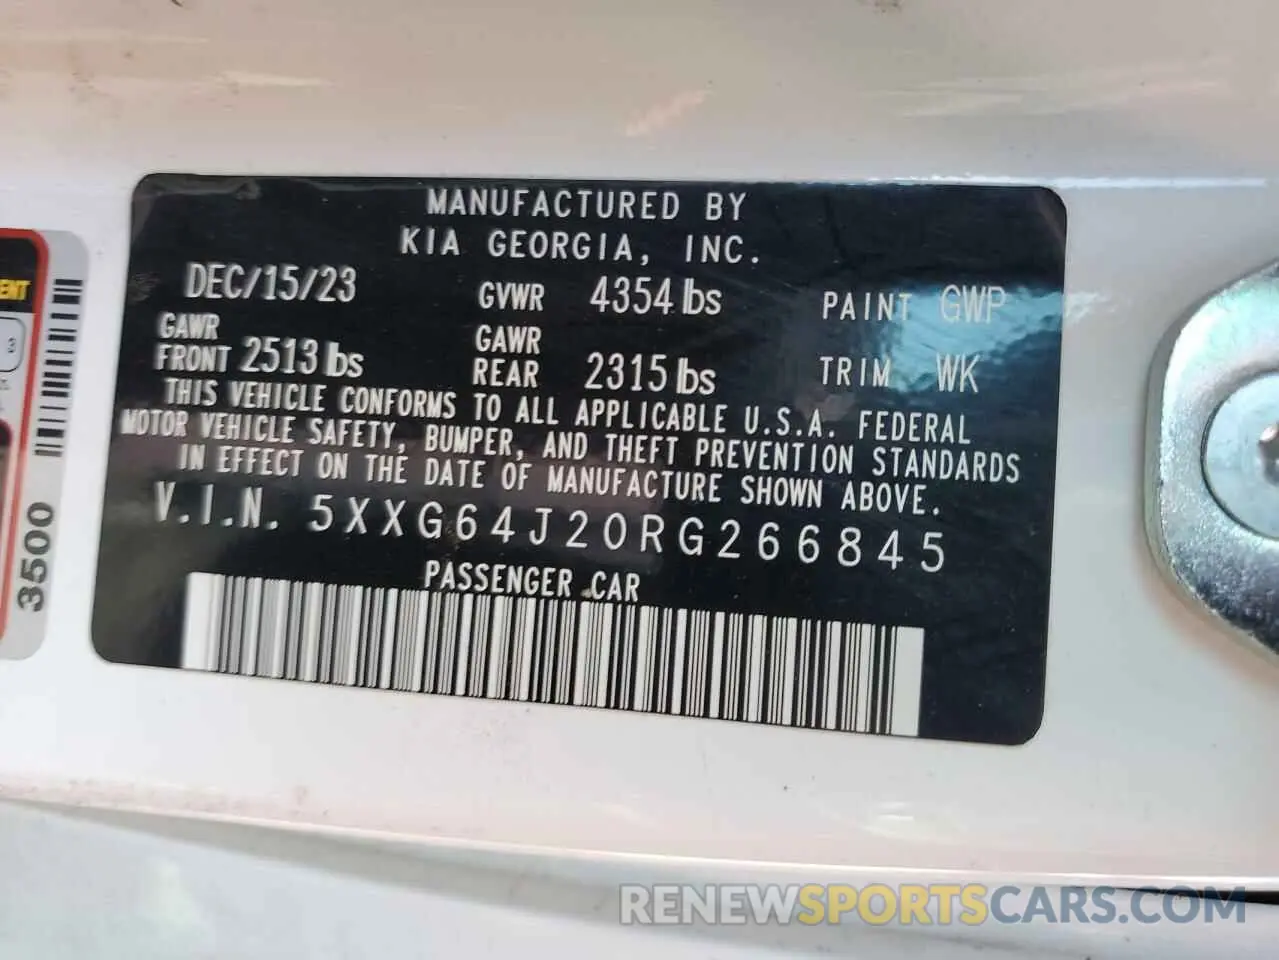 MANUFACTURED BY
KIA GEORGIA, INC.
DEC/15/23 GVWR 4354 lbs PAINT GWP
GAWR FRONT 2513 lbs GAWR REAR 2315 lbs TRIM WK
THIS VEHICLE CONFORMS TO ALL APPLICABLE U.S.A. FEDERAL
MOTOR VEHICLE SAFETY, BUMPER, AND THEFT PREVENTION STANDARDS
IN EFFECT ON THE DATE OF MANUFACTURE SHOWN ABOVE.
V.I.N. 5XXG64J20RG266845
PASSENGER CAR
3500
3
RENEWSPORTSCARS.COM